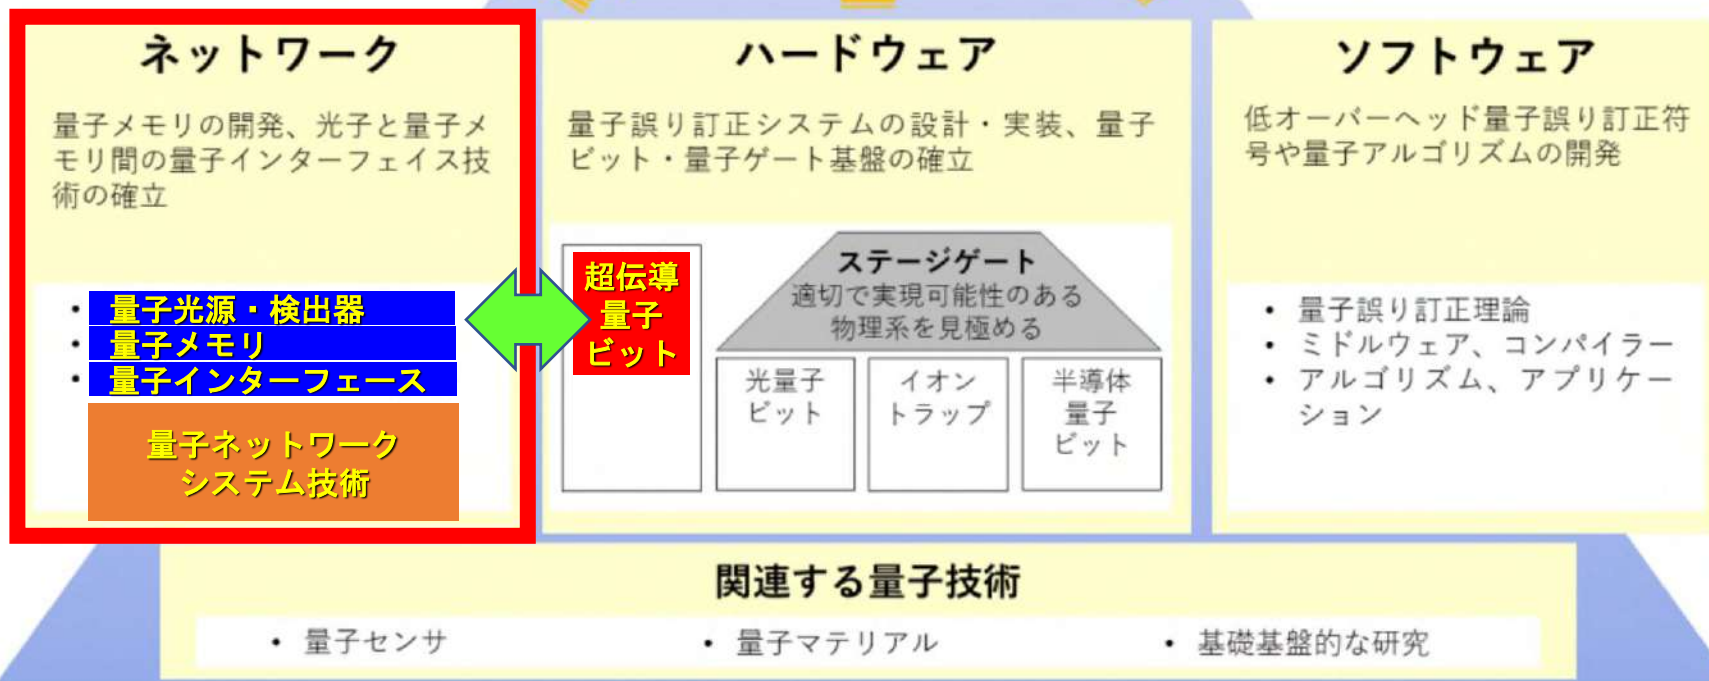 ネットワーク
量子メモリの開発、光子と量子メ
モリ間の量子インターフェイス技
術の確立
• 量子光源・検出器
• 量子メモリ
• 量子インターフェース
量子ネットワーク
システム技術
ハードウェア
量子誤り訂正システムの設計・実装、量子
ビット・量子ゲート基盤の確立
超伝導
量子
ビット
ステージゲート
適切で実現可能性のある
物理系を見極める
光量子
ビット
イオン
トラップ
半導体
量子
ビット
ソフトウェア
低オーバーヘッド量子誤り訂正符
号や量子アルゴリズムの開発
• 量子誤り訂正理論
• ミドルウェア、コンパイラー
• アルゴリズム、アプリケー
ション
関連する量子技術
• 量子センサ
• 量子マテリアル
• 基礎基盤的な研究